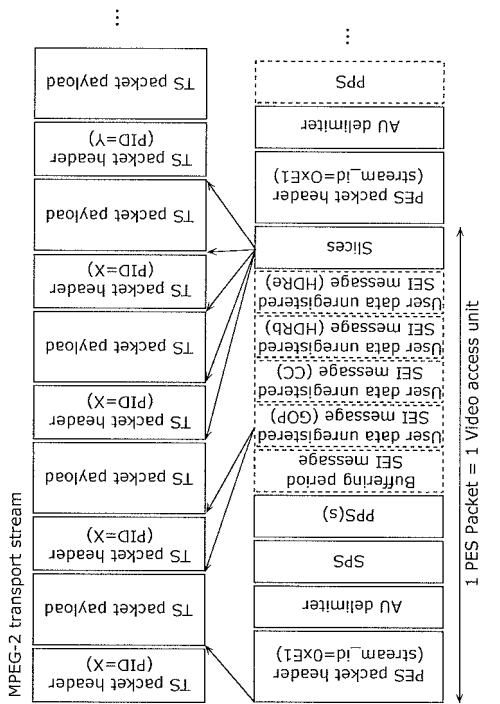 1 PES Packet = 1 Video access unit
PES packet header
(stream_id=0xE1)
AU delimiter
SPS
PPS(s)
Buffering period
SEI message
User data unregistered
SEI message (GOP)
User data unregistered
SEI message (CC)
User data unregistered
SEI message (HDRb)
User data unregistered
SEI message (HDRe)
Slices
PES packet header
(stream_id=0xE1)
AU delimiter
PPS
...
MPEG-2 transport stream
TS packet header
(PID=X)
TS packet payload
TS packet header
(PID=X)
TS packet payload
TS packet header
(PID=X)
TS packet payload
TS packet header
(PID=X)
TS packet payload
TS packet header
(PID=Y)
TS packet payload
...